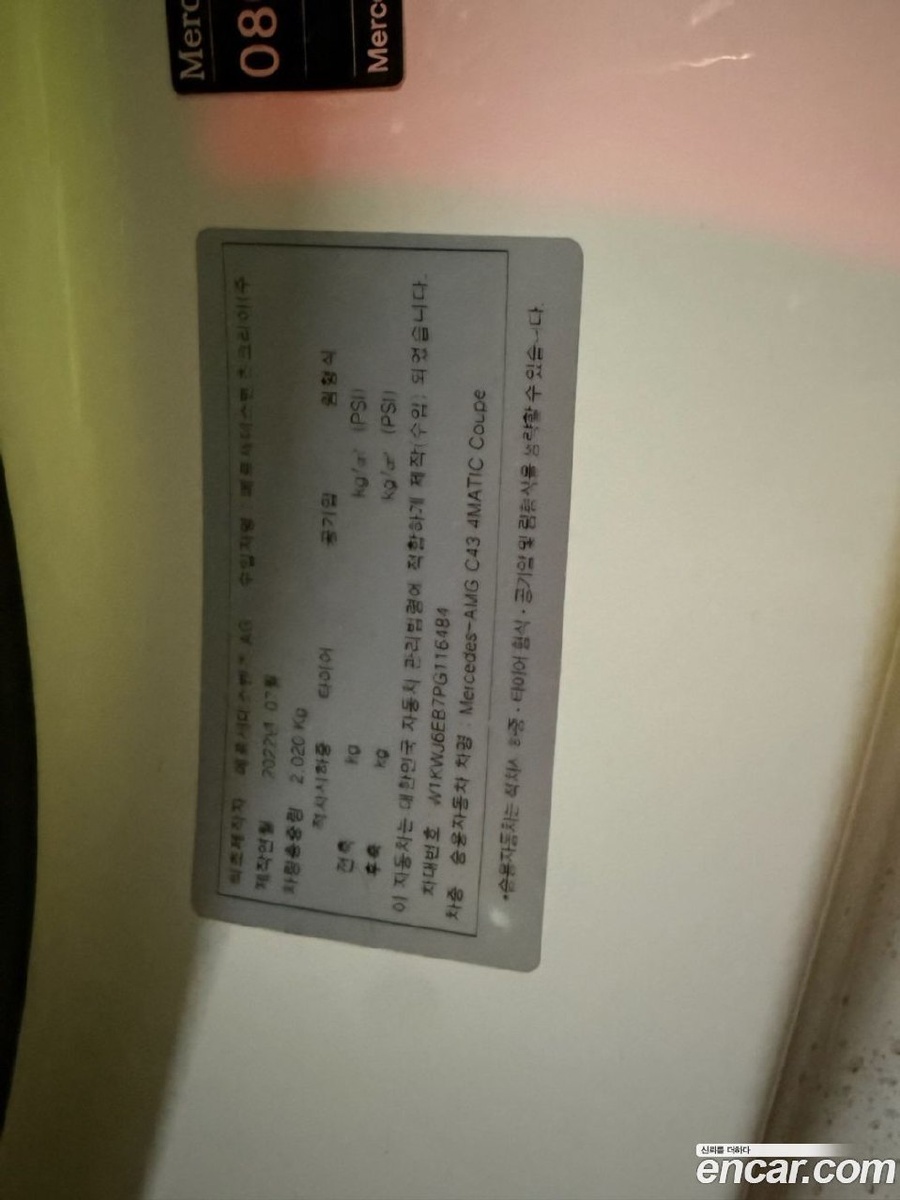 Merc
08
Merc
최초제작자 메르세데스벤츠 AG 수입자명 : 메르세데스벤츠코리아(주
제작연월 2022년 07월
차량총중량 2.020 Kg
적차시하중 타이어 공기압 림형식
전축 kg kg/㎠ (PSI)
후축 kg kg/㎠ (PSI)
이 자동차는 대한민국 자동차 관리법령에 적합하게 제작(수입) 되었습니다.
차대번호 W1KWJ6EB7PG116484
차종 승용자동차 차명 : Mercedes-AMG C43 4MATIC Coupe
*승용자동차는 적차시 하중 · 타이어 형식 · 공기압 및 림형식을 생략할 수 있습니다.
신뢰를 더하다
encar.com